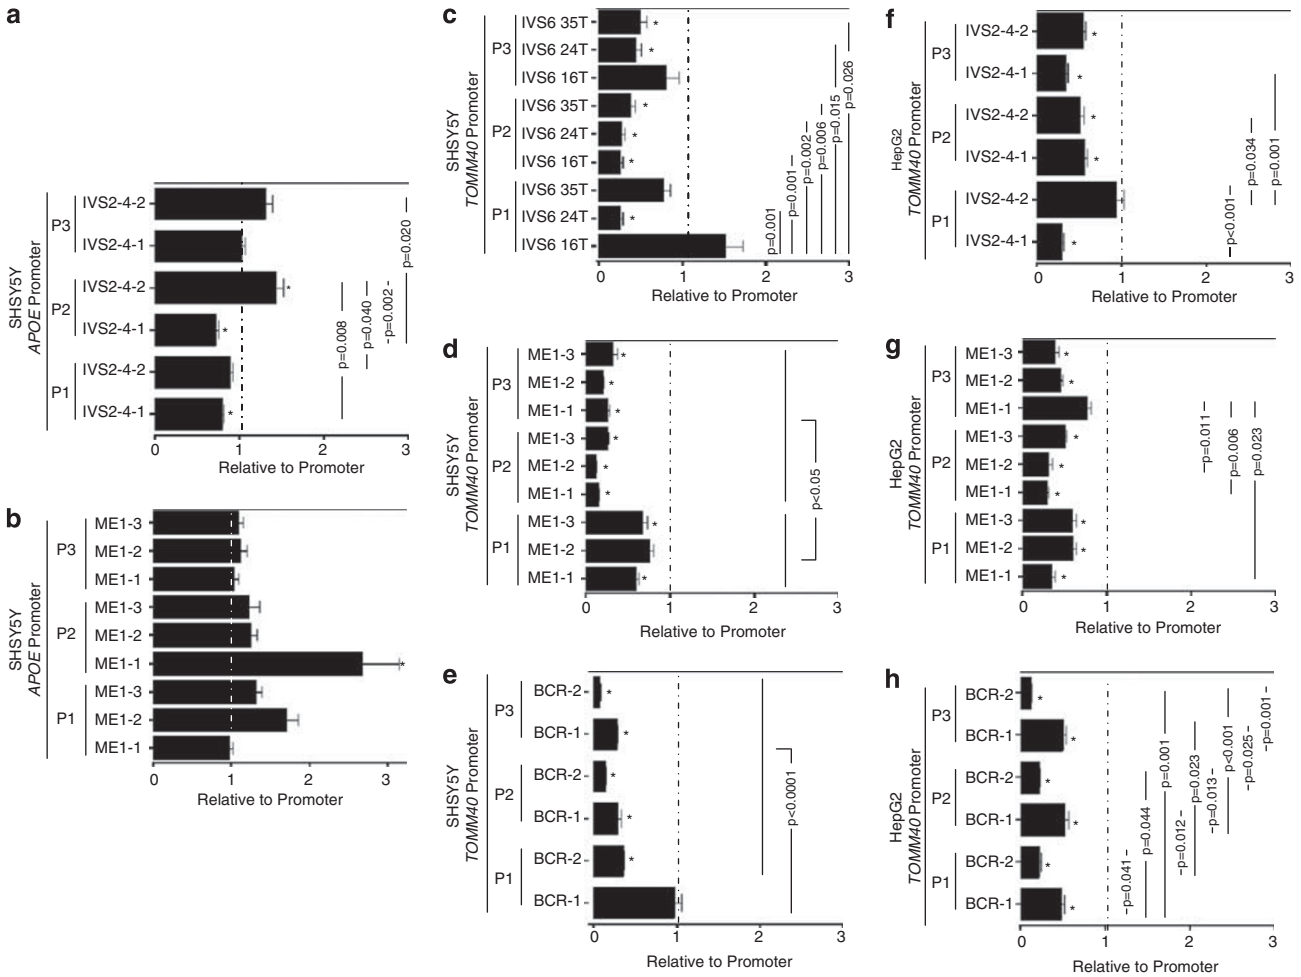 a
SHSY5Y
APOE Promoter
P3
P2
P1
IVS2-4-2
IVS2-4-1
IVS2-4-2
IVS2-4-1
IVS2-4-2
IVS2-4-1
*
*
*
p=0.008
p=0.040
p=0.002
p=0.020
0 1 2 3
Relative to Promoter
b
SHSY5Y
APOE Promoter
P3
P2
P1
ME1-3
ME1-2
ME1-1
ME1-3
ME1-2
ME1-1
*
ME1-3
ME1-2
ME1-1
0 1 2 3
Relative to Promoter
c
SHSY5Y
TOMM40 Promoter
P3
P2
P1
IVS6 35T *
IVS6 24T *
IVS6 16T
IVS6 35T *
IVS6 24T *
IVS6 16T *
IVS6 35T
IVS6 24T *
IVS6 16T
p=0.001
p=0.001
p=0.002
p=0.006
p=0.015
p=0.026
0 1 2 3
Relative to Promoter
d
SHSY5Y
TOMM40 Promoter
P3
P2
P1
ME1-3 *
ME1-2 *
ME1-1 *
ME1-3 *
ME1-2 *
ME1-1 *
ME1-3 *
ME1-2
ME1-1 *
p<0.05
0 1 2 3
Relative to Promoter
e
SHSY5Y
TOMM40 Promoter
P3
P2
P1
BCR-2 *
BCR-1 *
BCR-2 *
BCR-1 *
BCR-2 *
BCR-1
p<0.0001
0 1 2 3
Relative to Promoter
f
HepG2
TOMM40 Promoter
P3
P2
P1
IVS2-4-2 *
IVS2-4-1 *
IVS2-4-2 *
IVS2-4-1 *
IVS2-4-2
IVS2-4-1 *
p<0.001
p=0.034
p=0.001
0 1 2 3
Relative to Promoter
g
HepG2
TOMM40 Promoter
P3
P2
P1
ME1-3 *
ME1-2 *
ME1-1
ME1-3 *
ME1-2 *
ME1-1 *
ME1-3 *
ME1-2 *
ME1-1 *
p=0.011
p=0.006
p=0.023
0 1 2 3
Relative to Promoter
h
HepG2
TOMM40 Promoter
P3
P2
P1
BCR-2 *
BCR-1 *
BCR-2 *
BCR-1 *
BCR-2 *
BCR-1 *
p=0.041
p=0.044
p=0.001
p=0.012
p=0.023
p=0.013
p<0.001
p=0.025
p=0.001
0 1 2 3
Relative to Promoter